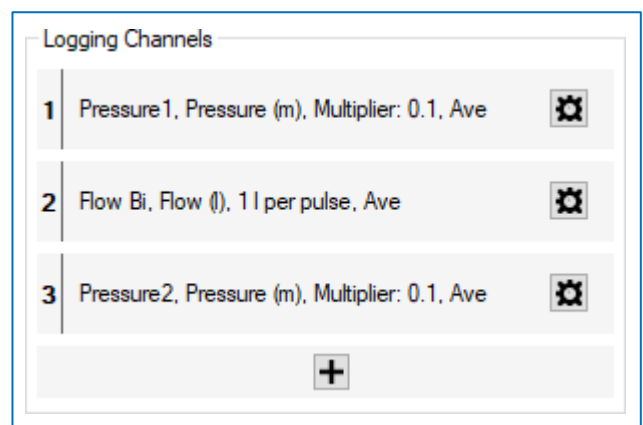 Logging Channels
1 Pressure1, Pressure (m), Multiplier: 0.1, Ave
2 Flow Bi, Flow (l), 1 l per pulse, Ave
3 Pressure2, Pressure (m), Multiplier: 0.1, Ave
+